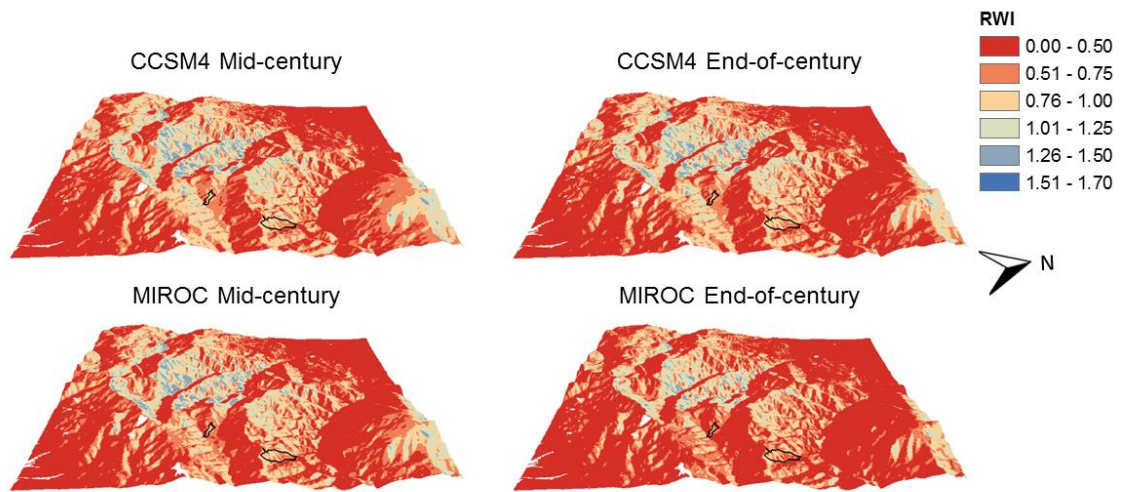 CCSM4 Mid-century
CCSM4 End-of-century
MIROC Mid-century
MIROC End-of-century
RWI
0.00 - 0.50
0.51 - 0.75
0.76 - 1.00
1.01 - 1.25
1.26 - 1.50
1.51 - 1.70
N